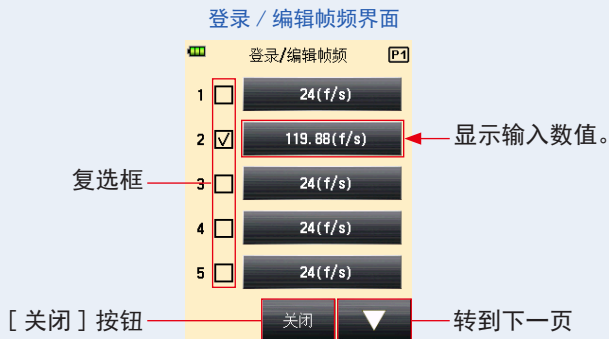 登录 / 编辑帧频界面
登录/编辑帧频 P1
1 24(f/s)
2 119.88(f/s) 显示输入数值。
复选框 3 24(f/s)
4 24(f/s)
5 24(f/s)
[ 关闭 ] 按钮 关闭 转到下一页